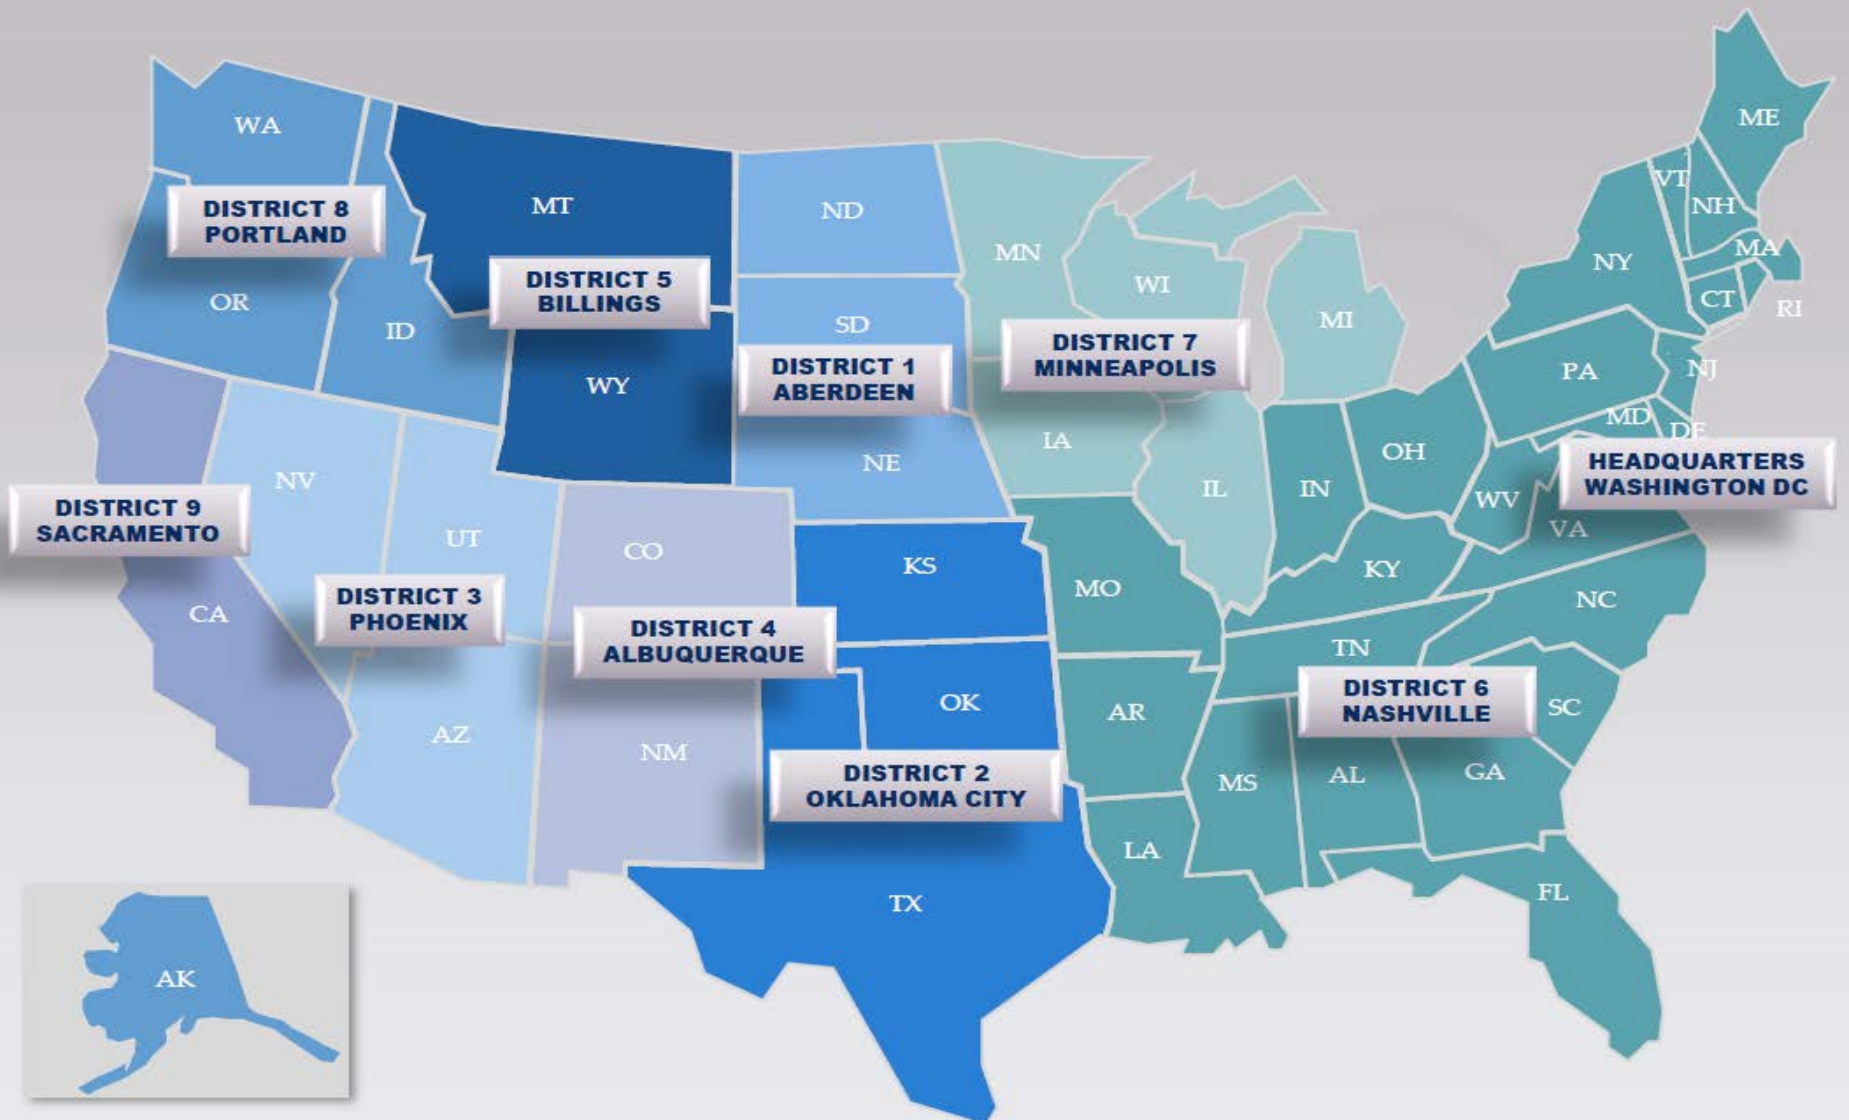 ME
WA
VT
NH
MT
DISTRICT 8
PORTLAND
ND
MA
MN
NY
DISTRICT 5
BILLINGS
WI
CT
RI
OR
ID
SD
MI
DISTRICT 7
MINNEAPOLIS
DISTRICT 1
ABERDEEN
PA
NJ
WY
MD
DE
IA
OH
NE
HEADQUARTERS
WASHINGTON DC
NV
IL
IN
WV
DISTRICT 9
SACRAMENTO
UT
VA
CO
KS
KY
MO
NC
DISTRICT 3
PHOENIX
CA
DISTRICT 4
ALBUQUERQUE
TN
DISTRICT 6
NASHVILLE
SC
OK
AR
AZ
NM
DISTRICT 2
OKLAHOMA CITY
MS
AL
GA
LA
FL
TX
AK